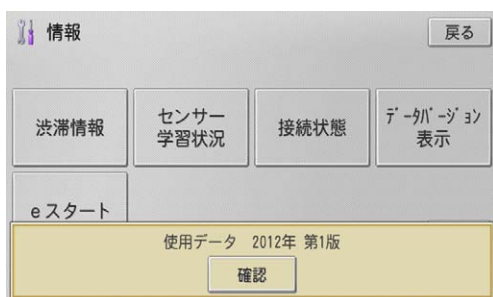 情報
戻る
渋滞情報
センサー
学習状況
接続状態
ﾃﾞｰﾀﾊﾞｰｼﾞｮﾝ
表示
eスタート
使用データ 2012年 第1版
確認